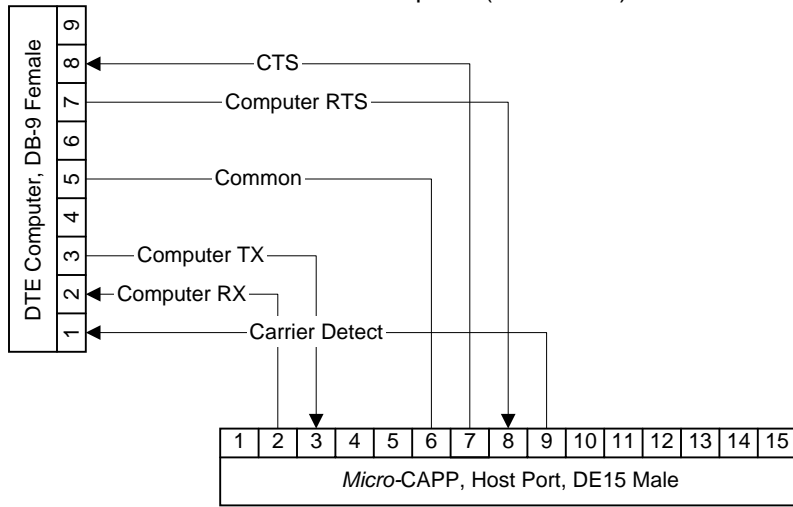 DTE Computer, DB-9 Female
9
8
7
6
5
4
3
2
1
CTS
Computer RTS
Common
Computer TX
Computer RX
Carrier Detect
1 2 3 4 5 6 7 8 9 10 11 12 13 14 15
Micro-CAPP, Host Port, DE15 Male